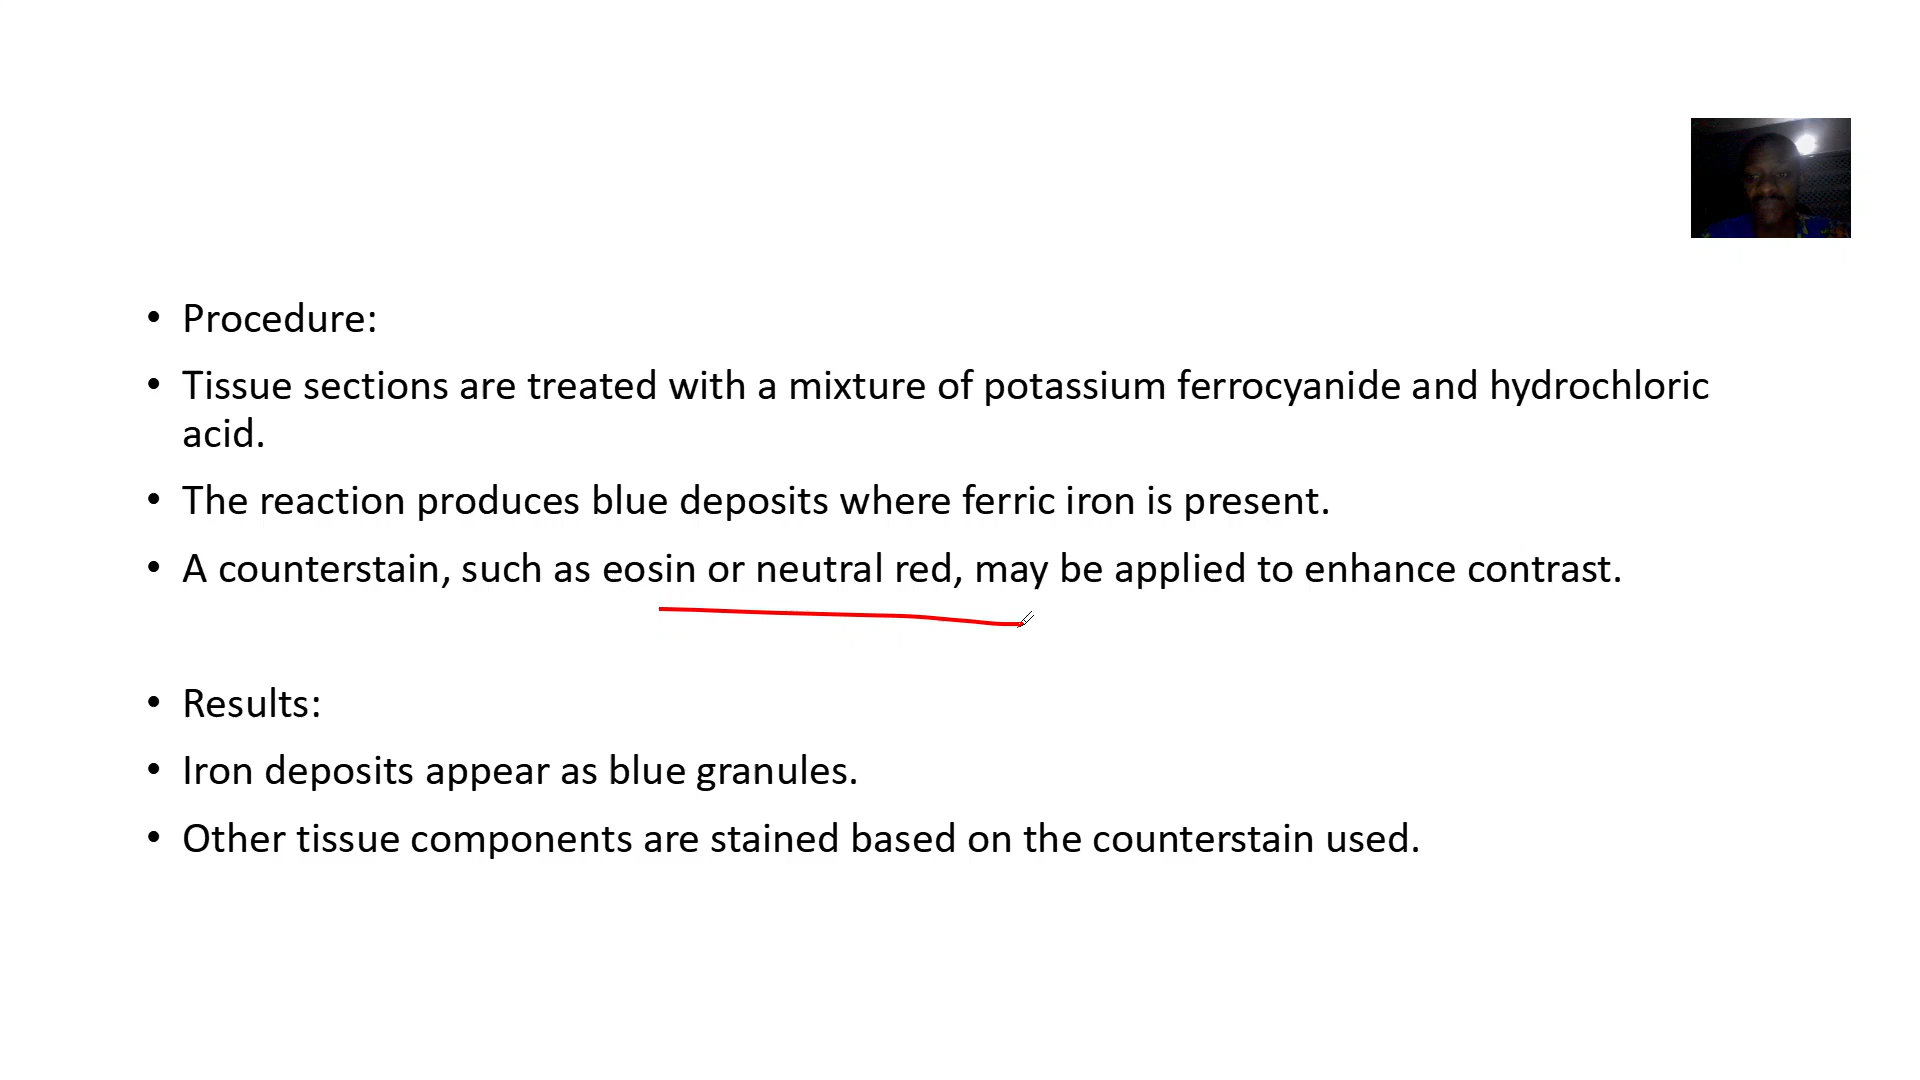 • Procedure:
• Tissue sections are treated with a mixture of potassium ferrocyanide and hydrochloric
acid.
• The reaction produces blue deposits where ferric iron is present.
• A counterstain, such as eosin or neutral red, may be applied to enhance contrast.
• Results:
• Iron deposits appear as blue granules.
• Other tissue components are stained based on the counterstain used.